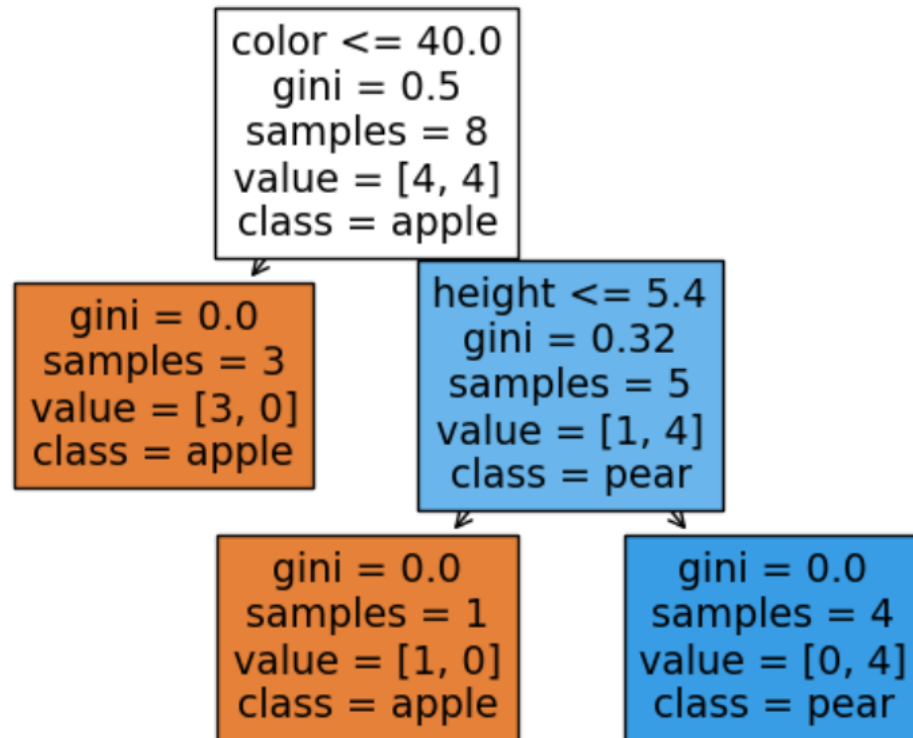 color <= 40.0
gini = 0.5
samples = 8
value = [4, 4]
class = apple
gini = 0.0
samples = 3
value = [3, 0]
class = apple
height <= 5.4
gini = 0.32
samples = 5
value = [1, 4]
class = pear
gini = 0.0
samples = 1
value = [1, 0]
class = apple
gini = 0.0
samples = 4
value = [0, 4]
class = pear